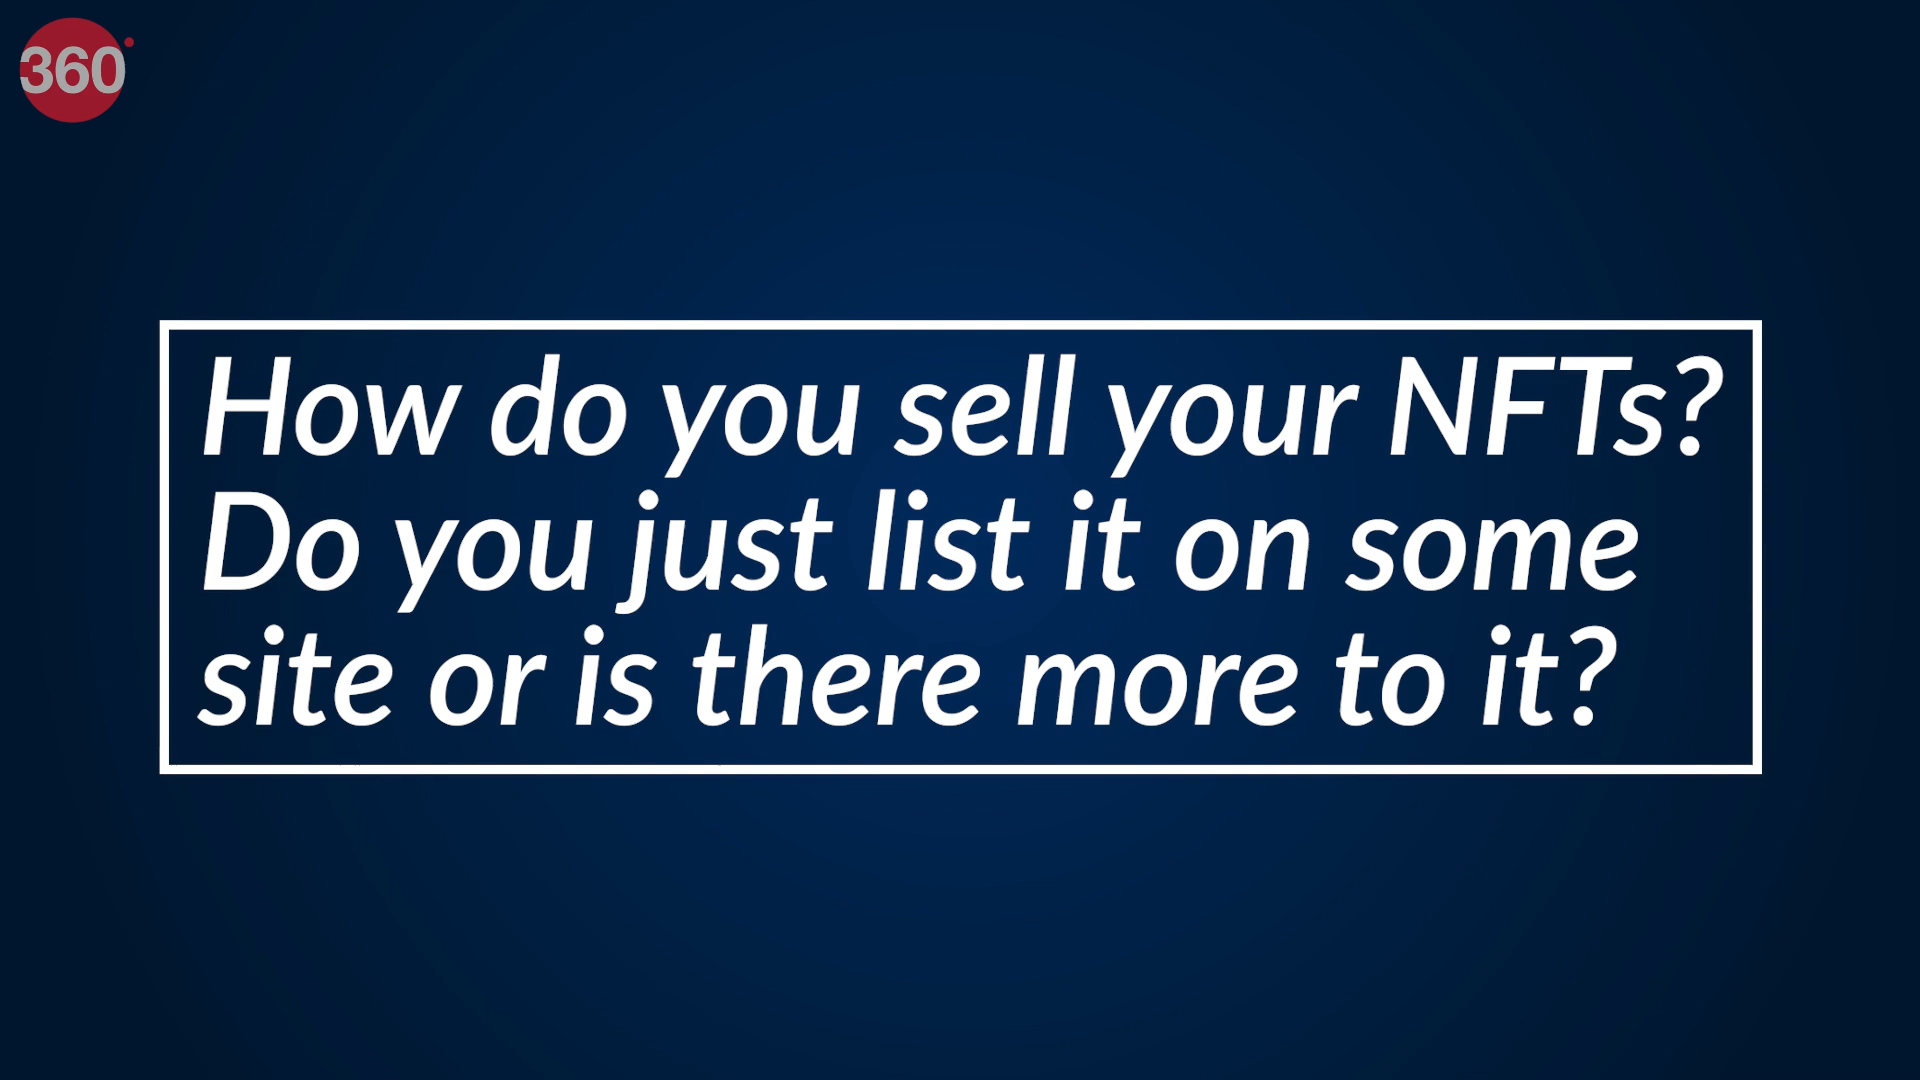 360
How do you sell your NFTs?
Do you just list it on some
site or is there more to it?